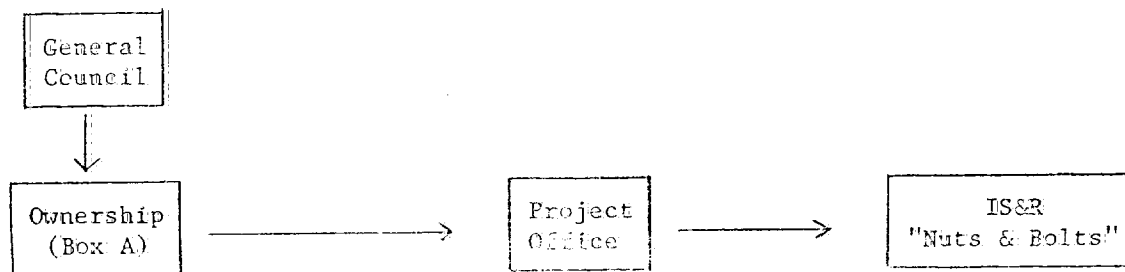 General
Council
Ownership
(Box A)
Project
Office
IS&R
"Nuts & Bolts"